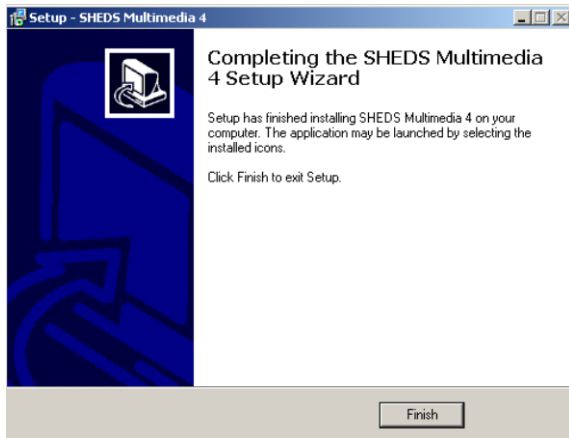 Setup - SHEDS Multimedia 4
Completing the SHEDS Multimedia
4 Setup Wizard
Setup has finished installing SHEDS Multimedia 4 on your
computer. The application may be launched by selecting the
installed icons.
Click Finish to exit Setup.
Finish